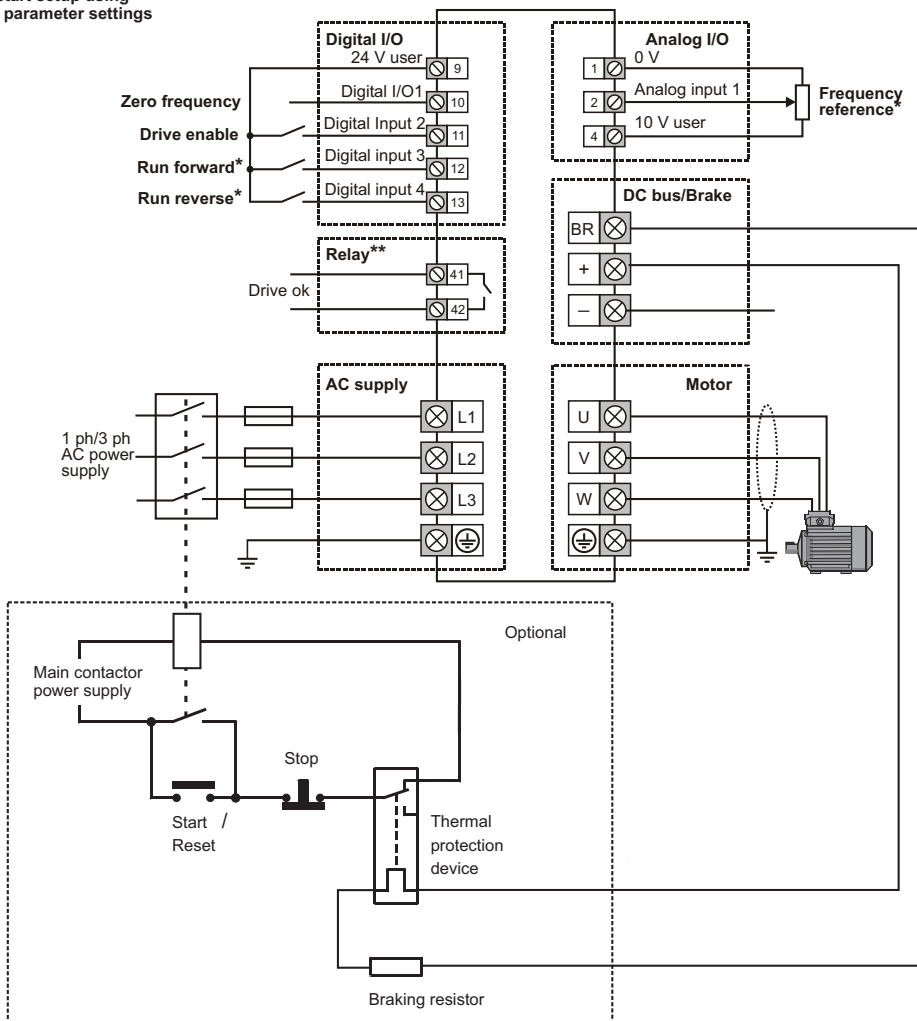 parameter settings
Digital I/O
24 V user
9
Digital I/O1
10
Zero frequency
Digital Input 2
11
Drive enable
Digital input 3
12
Run forward*
Digital input 4
13
Run reverse*
Analog I/O
0 V
1
Analog input 1
2
10 V user
4
Frequency
reference*
DC bus/Brake
BR
+
–
Relay**
41
Drive ok
42
AC supply
L1
L2
L3
1 ph/3 ph
AC power
supply
Motor
U
V
W
Optional
Main contactor
power supply
Stop
Start /
Reset
Thermal
protection
device
Braking resistor